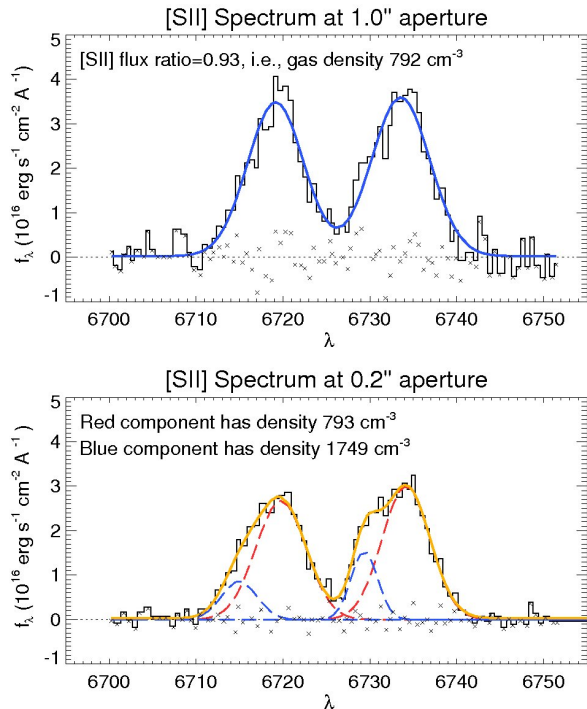 [SII] Spectrum at 1.0" aperture
[SII] flux ratio=0.93, i.e., gas density 792 cm-3
5
4
3
2
1
0
-1
fλ (10^16 erg s^-1 cm^-2 A^-1)
6700 6710 6720 6730 6740 6750
λ
[SII] Spectrum at 0.2" aperture
Red component has density 793 cm-3
Blue component has density 1749 cm-3
5
4
3
2
1
0
-1
fλ (10^16 erg s^-1 cm^-2 A^-1)
6700 6710 6720 6730 6740 6750
λ